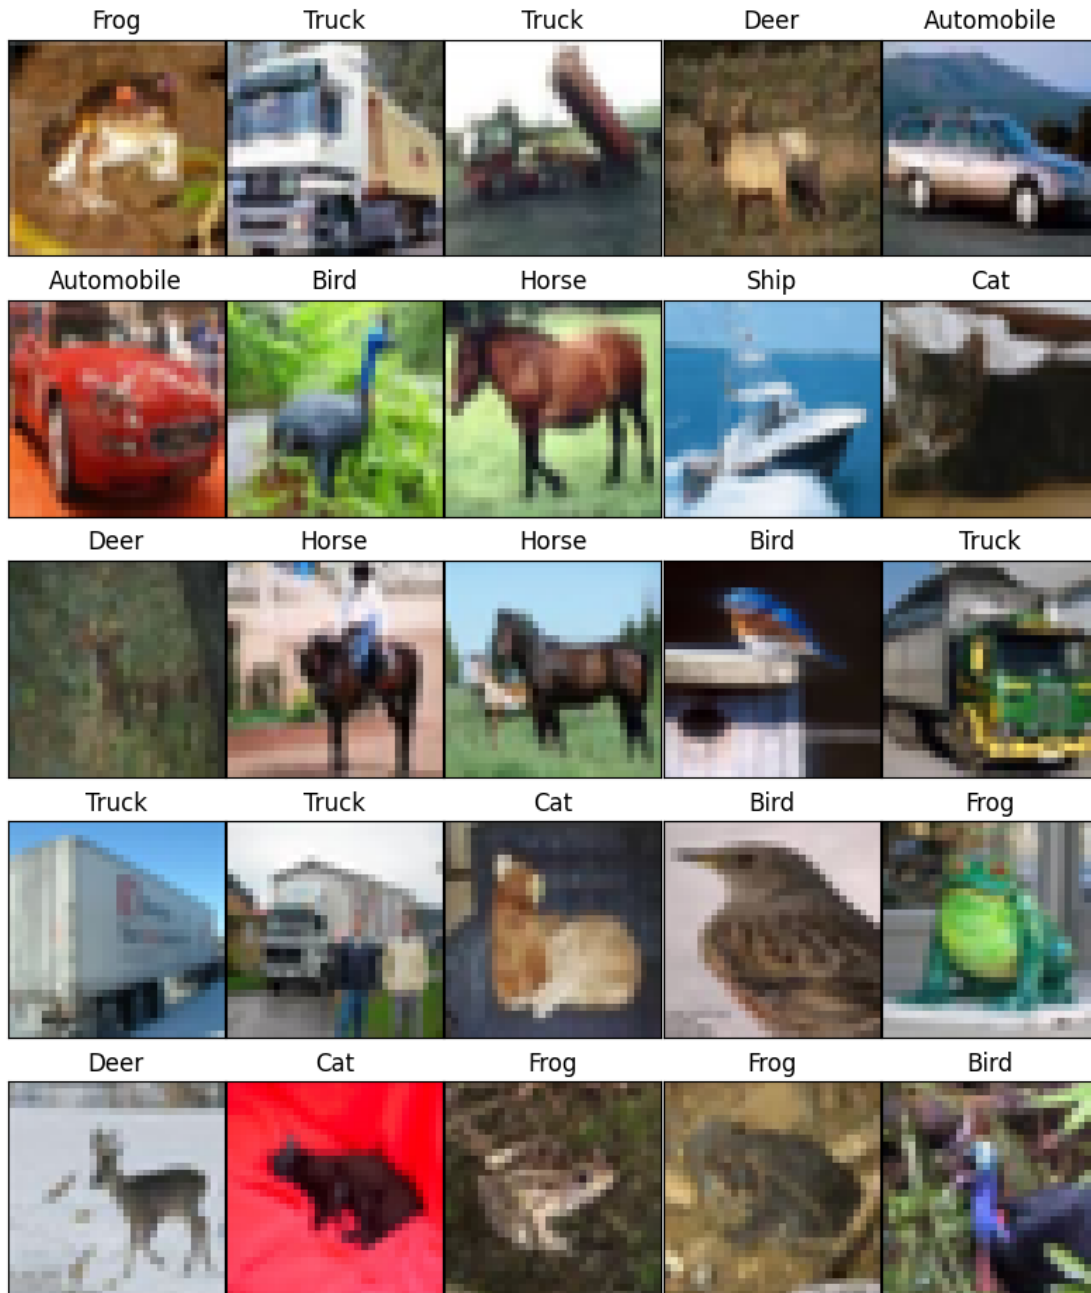 Frog Truck Truck Deer Automobile
Automobile Bird Horse Ship Cat
Deer Horse Horse Bird Truck
Truck Truck Cat Bird Frog
Deer Cat Frog Frog Bird